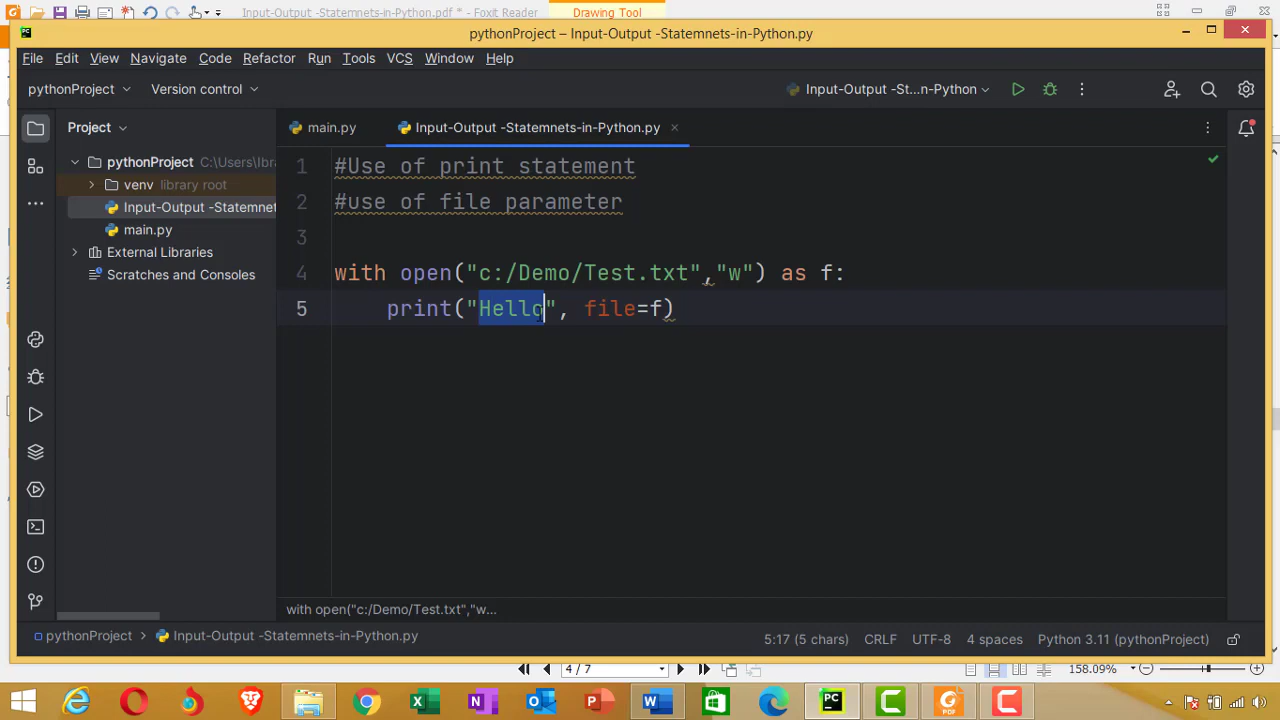 Input-Output -Statemnets-in-Python.pdf * - Foxit Reader
Drawing Tool
pythonProject – Input-Output -Statemnets-in-Python.py
File Edit View Navigate Code Refactor Run Tools VCS Window Help
pythonProject Version control Input-Output -St...n-Python
Project main.py Input-Output -Statemnets-in-Python.py
pythonProject C:\Users\Ibra
venv library root
Input-Output -Statemnet
main.py
External Libraries
Scratches and Consoles
1 #Use of print statement
2 #use of file parameter
3
4 with open("c:/Demo/Test.txt","w") as f:
5 print("Hello", file=f)
with open("c:/Demo/Test.txt","w...
pythonProject > Input-Output -Statemnets-in-Python.py 5:17 (5 chars) CRLF UTF-8 4 spaces Python 3.11 (pythonProject)
4 / 7 158.09%